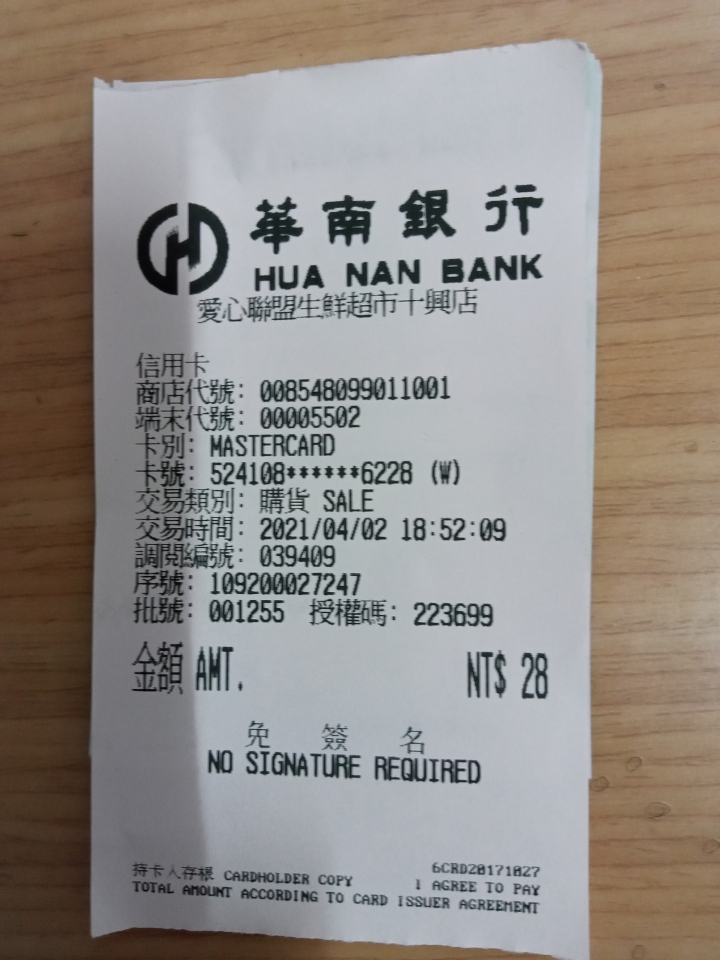 華南銀行
HUA NAN BANK
愛心聯盟生鮮超市十興店
信用卡
商店代號: 008548099011001
端末代號: 00005502
卡別: MASTERCARD
卡號: 524108******6228 (W)
交易類別: 購貨 SALE
交易時間: 2021/04/02 18:52:09
調閱編號: 039409
序號: 109200027247
批號: 001255 授權碼: 223699
金額 AMT. NT$ 28
免 簽 名
NO SIGNATURE REQUIRED
6CRD20171027
持卡人存根 CARDHOLDER COPY I AGREE TO PAY
TOTAL AMOUNT ACCORDING TO CARD ISSUER AGREEMENT